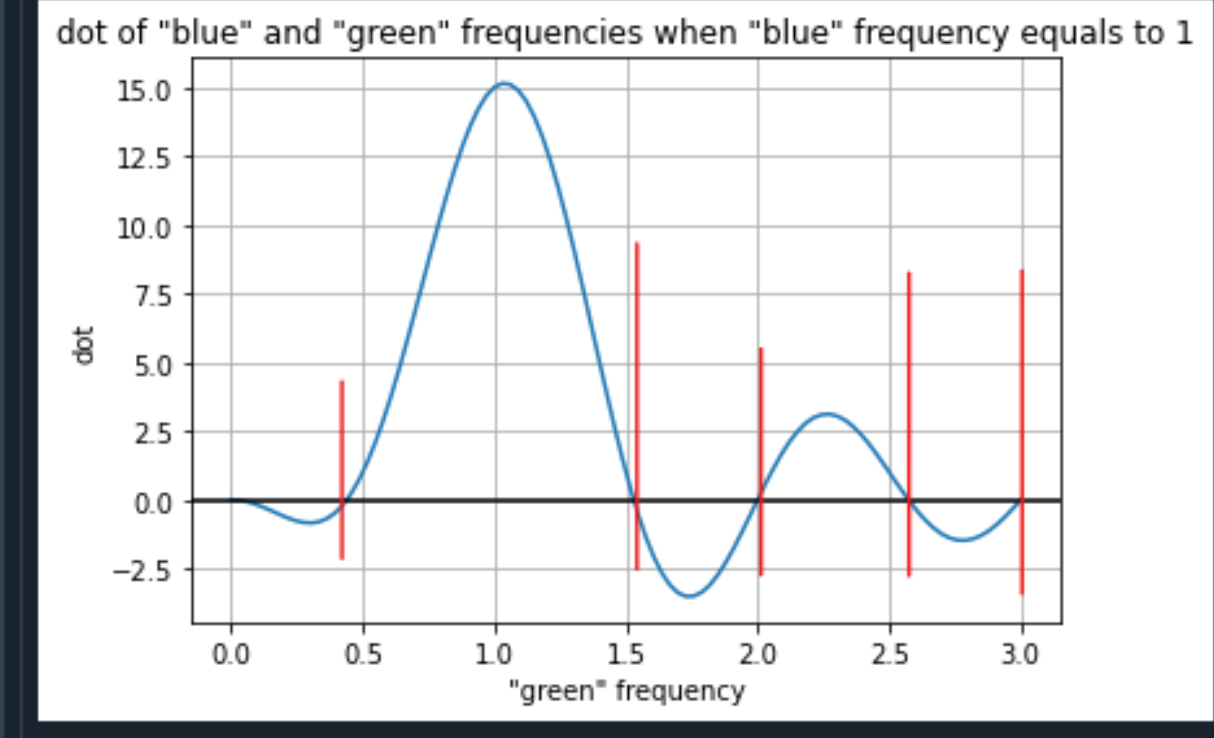 dot of "blue" and "green" frequencies when "blue" frequency equals to 1
15.0
12.5
10.0
7.5
5.0
2.5
0.0
−2.5
dot
0.0 0.5 1.0 1.5 2.0 2.5 3.0
"green" frequency